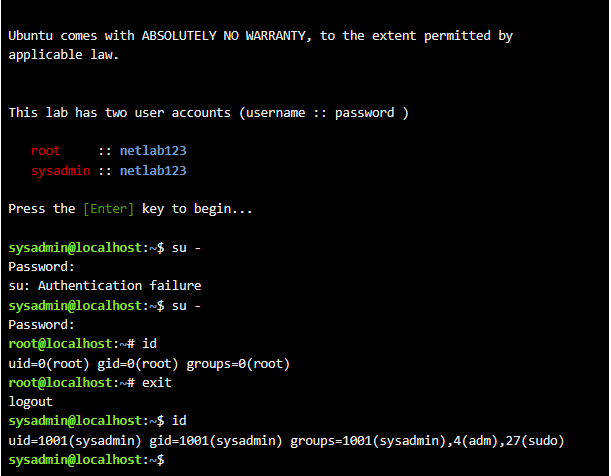 Ubuntu comes with ABSOLUTELY NO WARRANTY, to the extent permitted by
applicable law.
This lab has two user accounts (username :: password )
root :: netlab123
sysadmin :: netlab123
Press the [Enter] key to begin...
sysadmin@localhost:~$ su -
Password:
su: Authentication failure
sysadmin@localhost:~$ su -
Password:
root@localhost:~# id
uid=0(root) gid=0(root) groups=0(root)
root@localhost:~# exit
logout
sysadmin@localhost:~$ id
uid=1001(sysadmin) gid=1001(sysadmin) groups=1001(sysadmin),4(adm),27(sudo)
sysadmin@localhost:~$